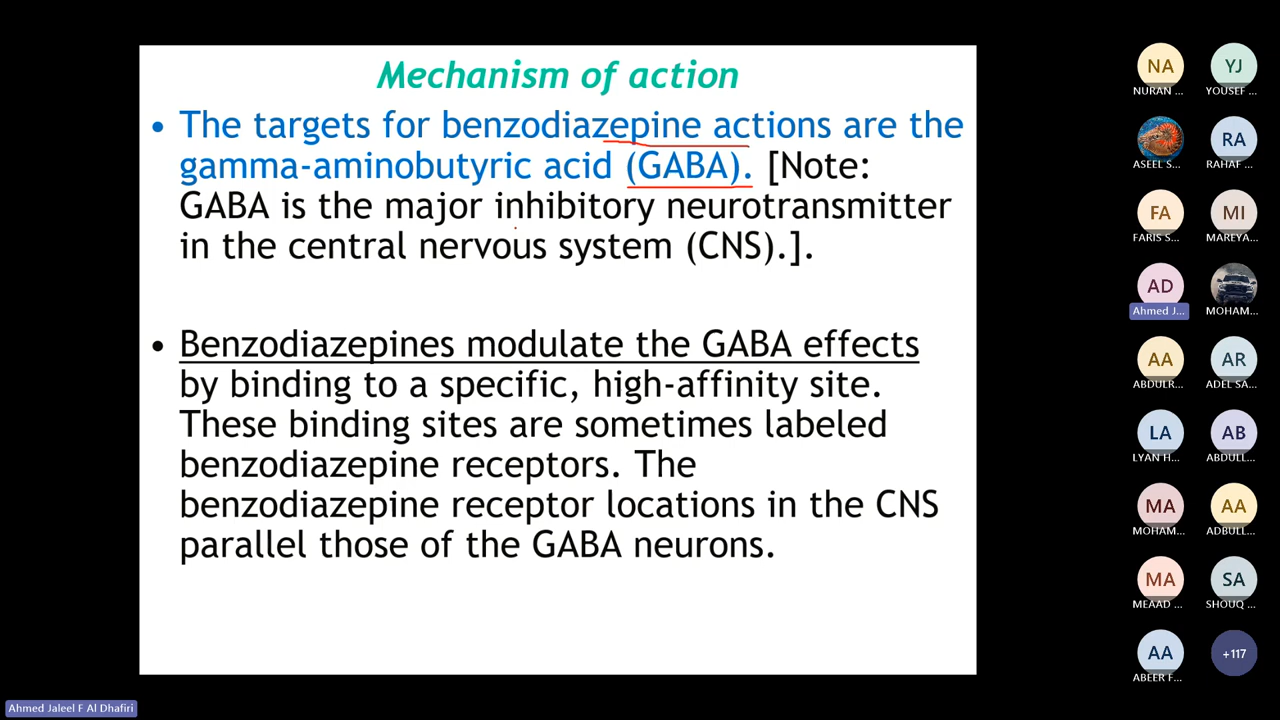 Mechanism of action
• The targets for benzodiazepine actions are the
gamma-aminobutyric acid (GABA). [Note:
GABA is the major inhibitory neurotransmitter
in the central nervous system (CNS).].
• Benzodiazepines modulate the GABA effects
by binding to a specific, high-affinity site.
These binding sites are sometimes labeled
benzodiazepine receptors. The
benzodiazepine receptor locations in the CNS
parallel those of the GABA neurons.
NA YJ
NURAN ... YOUSEF ...
RA
ASEEL S... RAHAF ...
FA MI
FARIS S... MAREYA...
AD
Ahmed J... MOHAM...
AA AR
ABDULR... ADEL SA...
LA AB
LYAN H... ABDULL...
MA AA
MOHAM... ADBULL...
MA SA
MEAAD ... SHOUQ ...
AA +117
ABEER F...
Ahmed Jaleel F Al Dhafiri